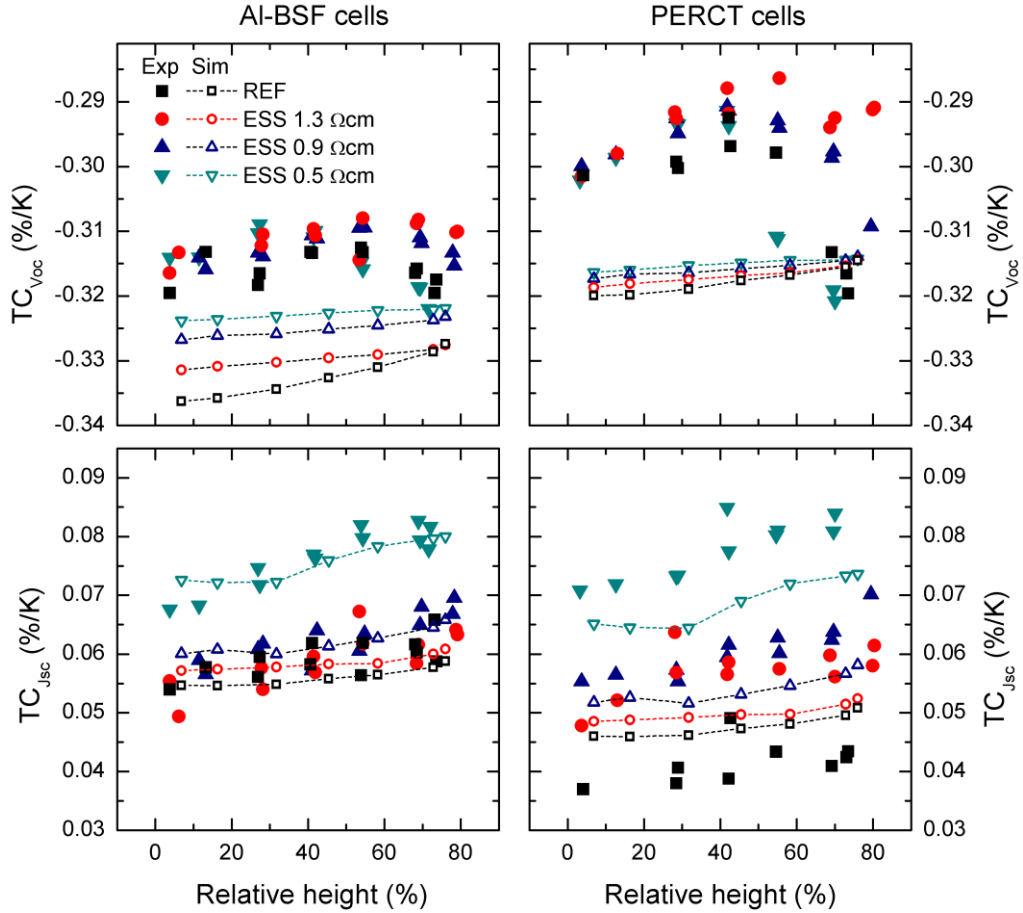 Al-BSF cells
PERCT cells
Exp Sim
REF
ESS 1.3 Ωcm
ESS 0.9 Ωcm
ESS 0.5 Ωcm
TC_Voc (%/K)
-0.29
-0.30
-0.31
-0.32
-0.33
-0.34
-0.29
-0.30
-0.31
-0.32
-0.33
-0.34
TC_Voc (%/K)
TC_Jsc (%/K)
0.09
0.08
0.07
0.06
0.05
0.04
0.03
0.09
0.08
0.07
0.06
0.05
0.04
0.03
TC_Jsc (%/K)
0 20 40 60 80
0 20 40 60 80
Relative height (%)
Relative height (%)